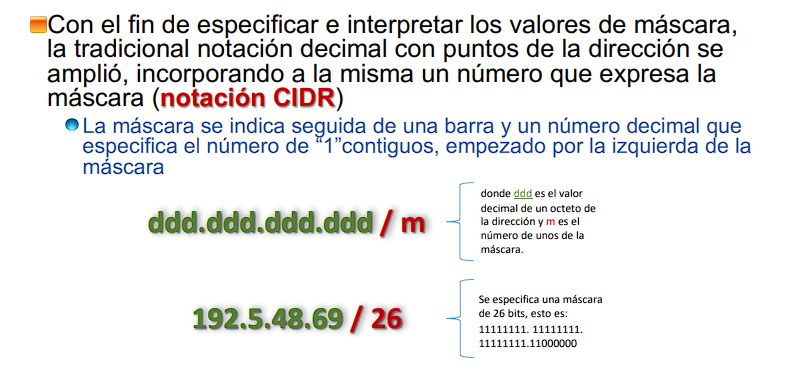 Con el fin de especificar e interpretar los valores de máscara,
la tradicional notación decimal con puntos de la dirección se
amplió, incorporando a la misma un número que expresa la
máscara (notación CIDR)
La máscara se indica seguida de una barra y un número decimal que
especifica el número de “1”contiguos, empezado por la izquierda de la
máscara
ddd.ddd.ddd.ddd / m
donde ddd es el valor
decimal de un octeto de
la dirección y m es el
número de unos de la
máscara.
192.5.48.69 / 26
Se especifica una máscara
de 26 bits, esto es:
11111111. 11111111.
11111111.11000000